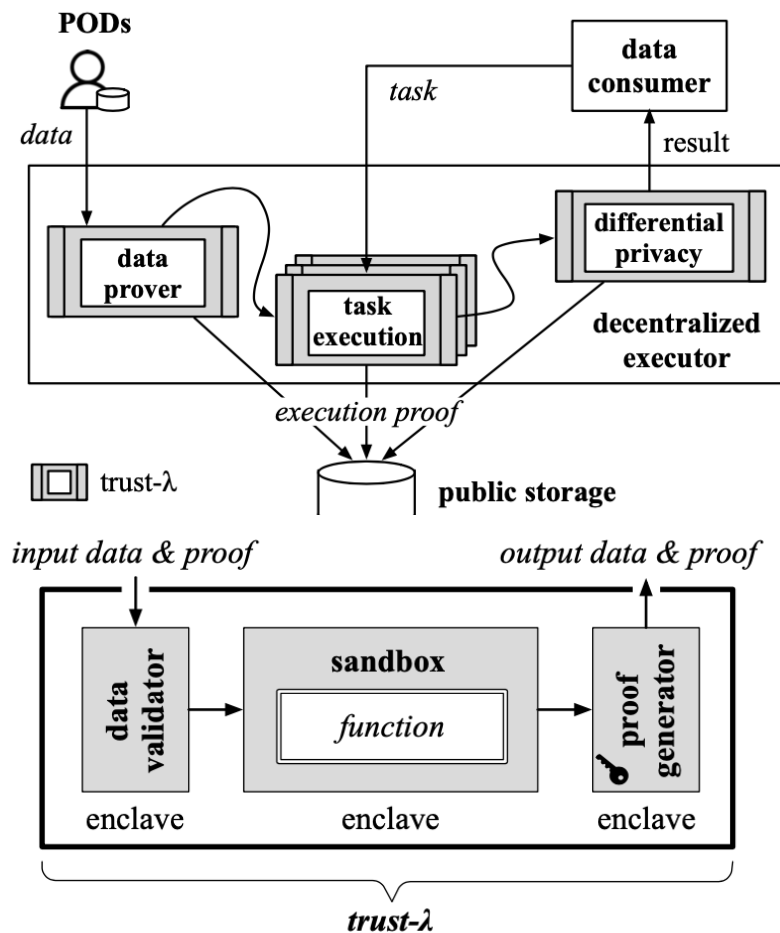 PODs
data
consumer
task
data
result
data
prover
differential
privacy
task
execution
decentralized
executor
execution proof
trust-λ
public storage
input data & proof
output data & proof
data
validator
sandbox
function
proof
generator
enclave
enclave
enclave
trust-λ